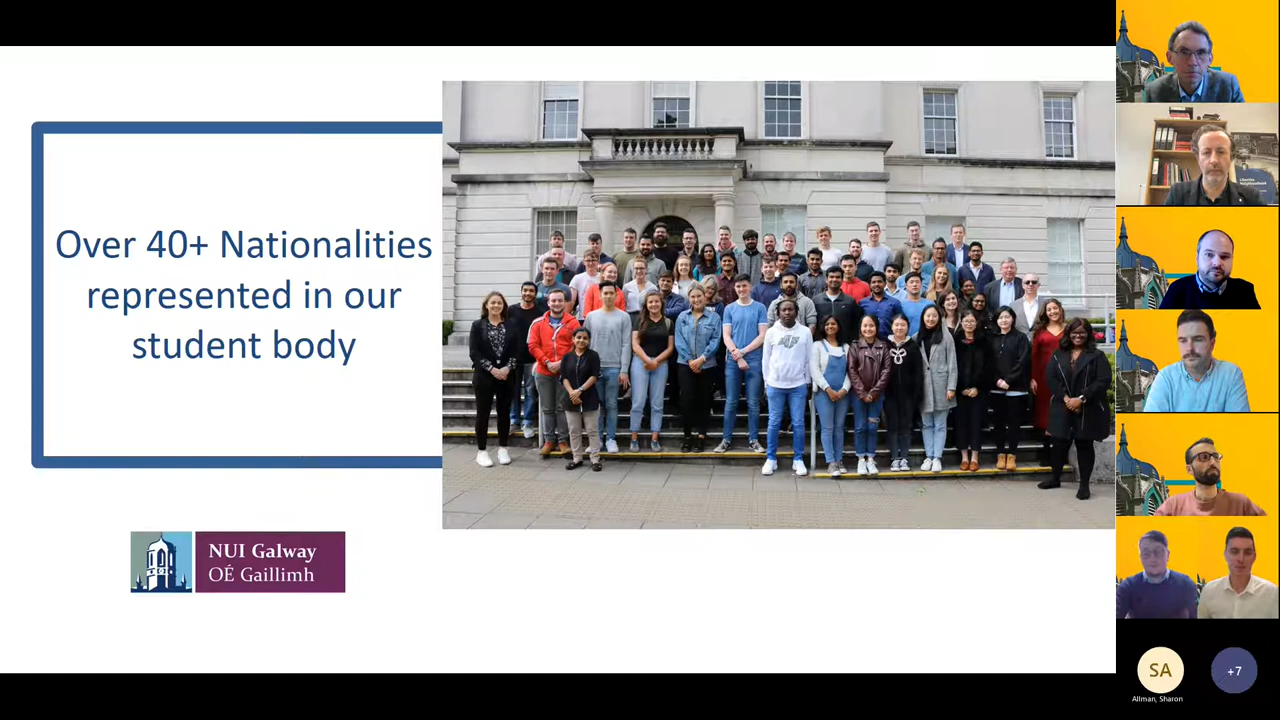 Over 40+ Nationalities
represented in our
student body
NUI Galway
OÉ Gaillimh
SA
+7
Allman, Sharon